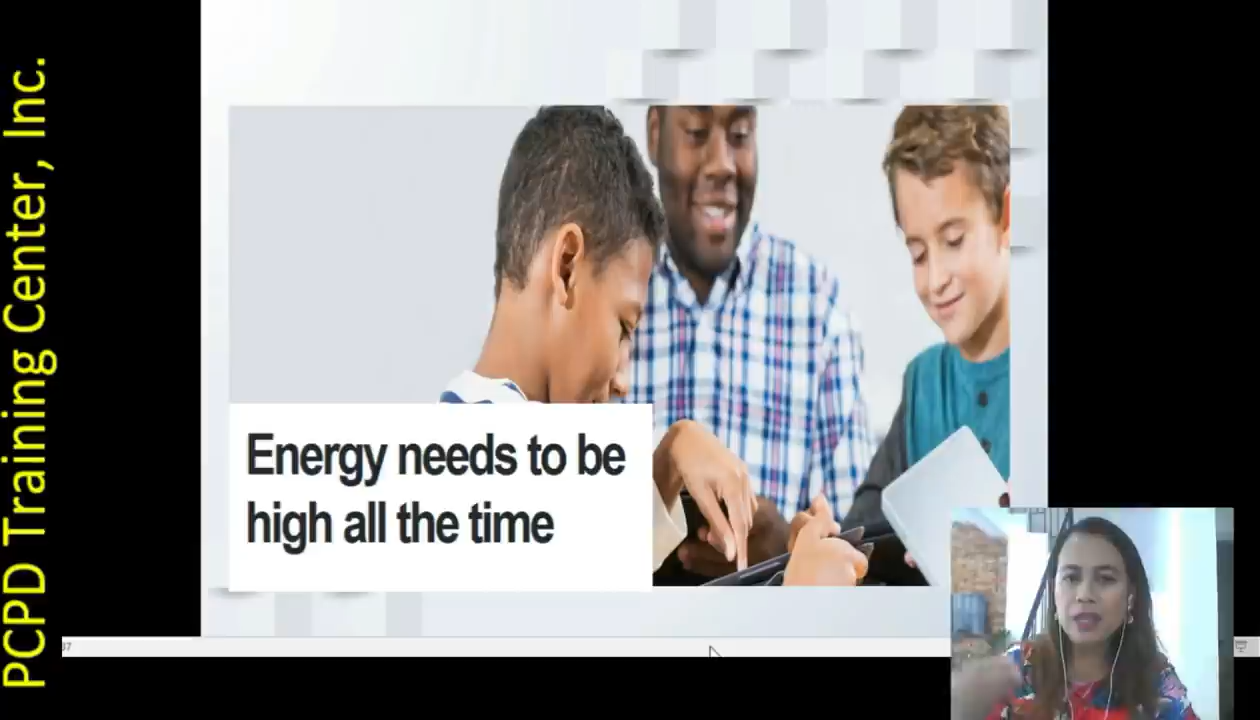 PCPD Training Center, Inc.
Energy needs to be
high all the time